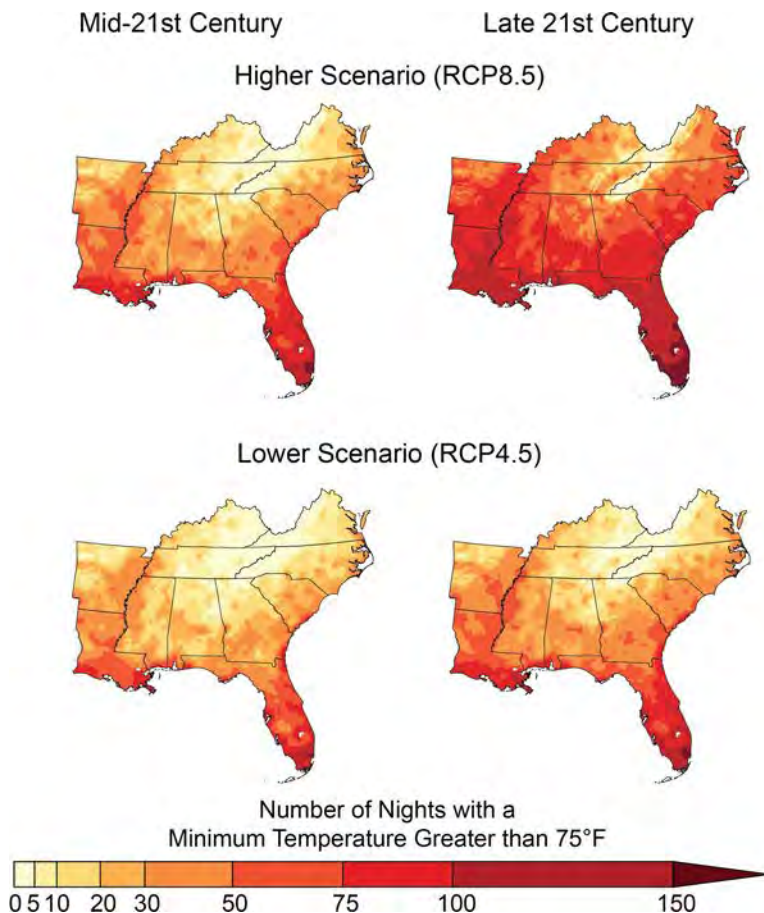 Mid-21st Century
Late 21st Century
Higher Scenario (RCP8.5)
Lower Scenario (RCP4.5)
Number of Nights with a
Minimum Temperature Greater than 75°F
0 5 10 20 30 50 75 100 150